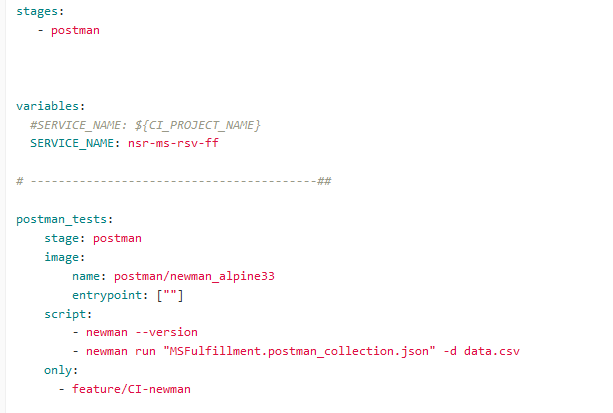 stages:
- postman
variables:
#SERVICE_NAME: ${CI_PROJECT_NAME}
SERVICE_NAME: nsr-ms-rsv-ff
# -----------------------------------------##
postman_tests:
stage: postman
image:
name: postman/newman_alpine33
entrypoint: [""]
script:
- newman --version
- newman run "MSFulfillment.postman_collection.json" -d data.csv
only:
- feature/CI-newman